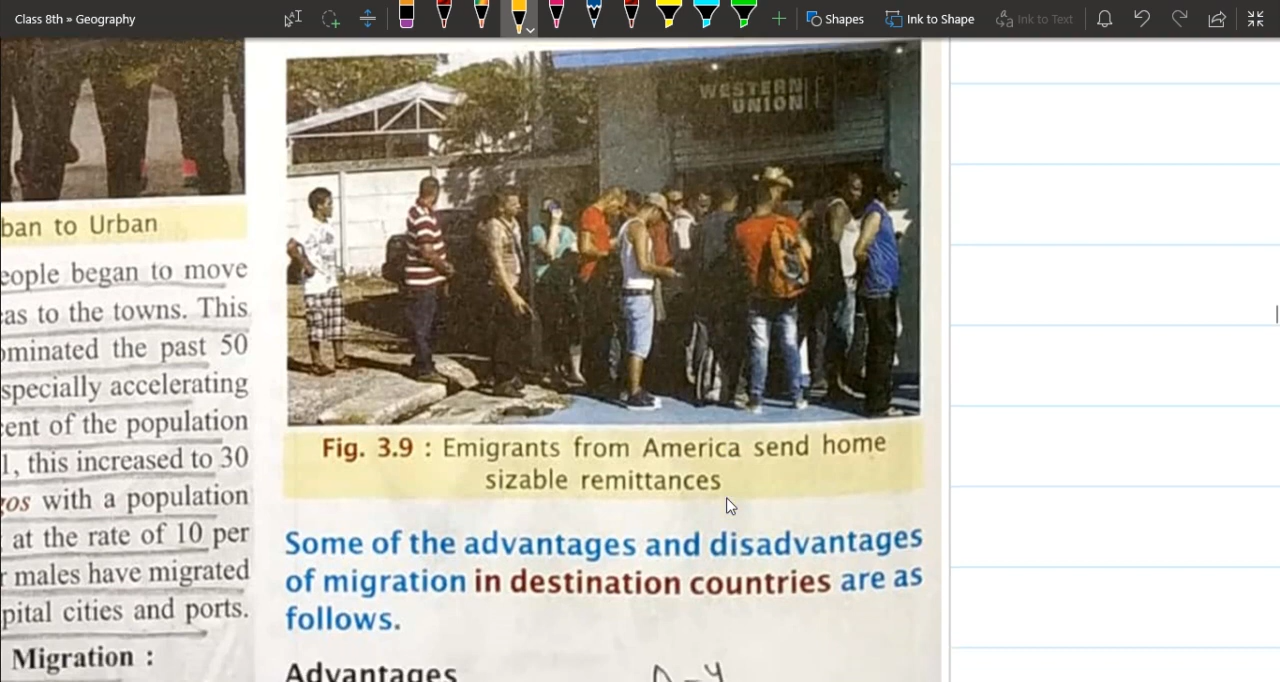 Class 8th » Geography
Shapes
Ink to Shape
Ink to Text
WESTERN
UNION
ban to Urban
eople began to move
as to the towns. This
ominated the past 50
specially accelerating
ent of the population
1, this increased to 30
os with a population
at the rate of 10 per
r males have migrated
pital cities and ports.
Migration :
Fig. 3.9 : Emigrants from America send home
sizable remittances
Some of the advantages and disadvantages
of migration in destination countries are as
follows.
Advantages